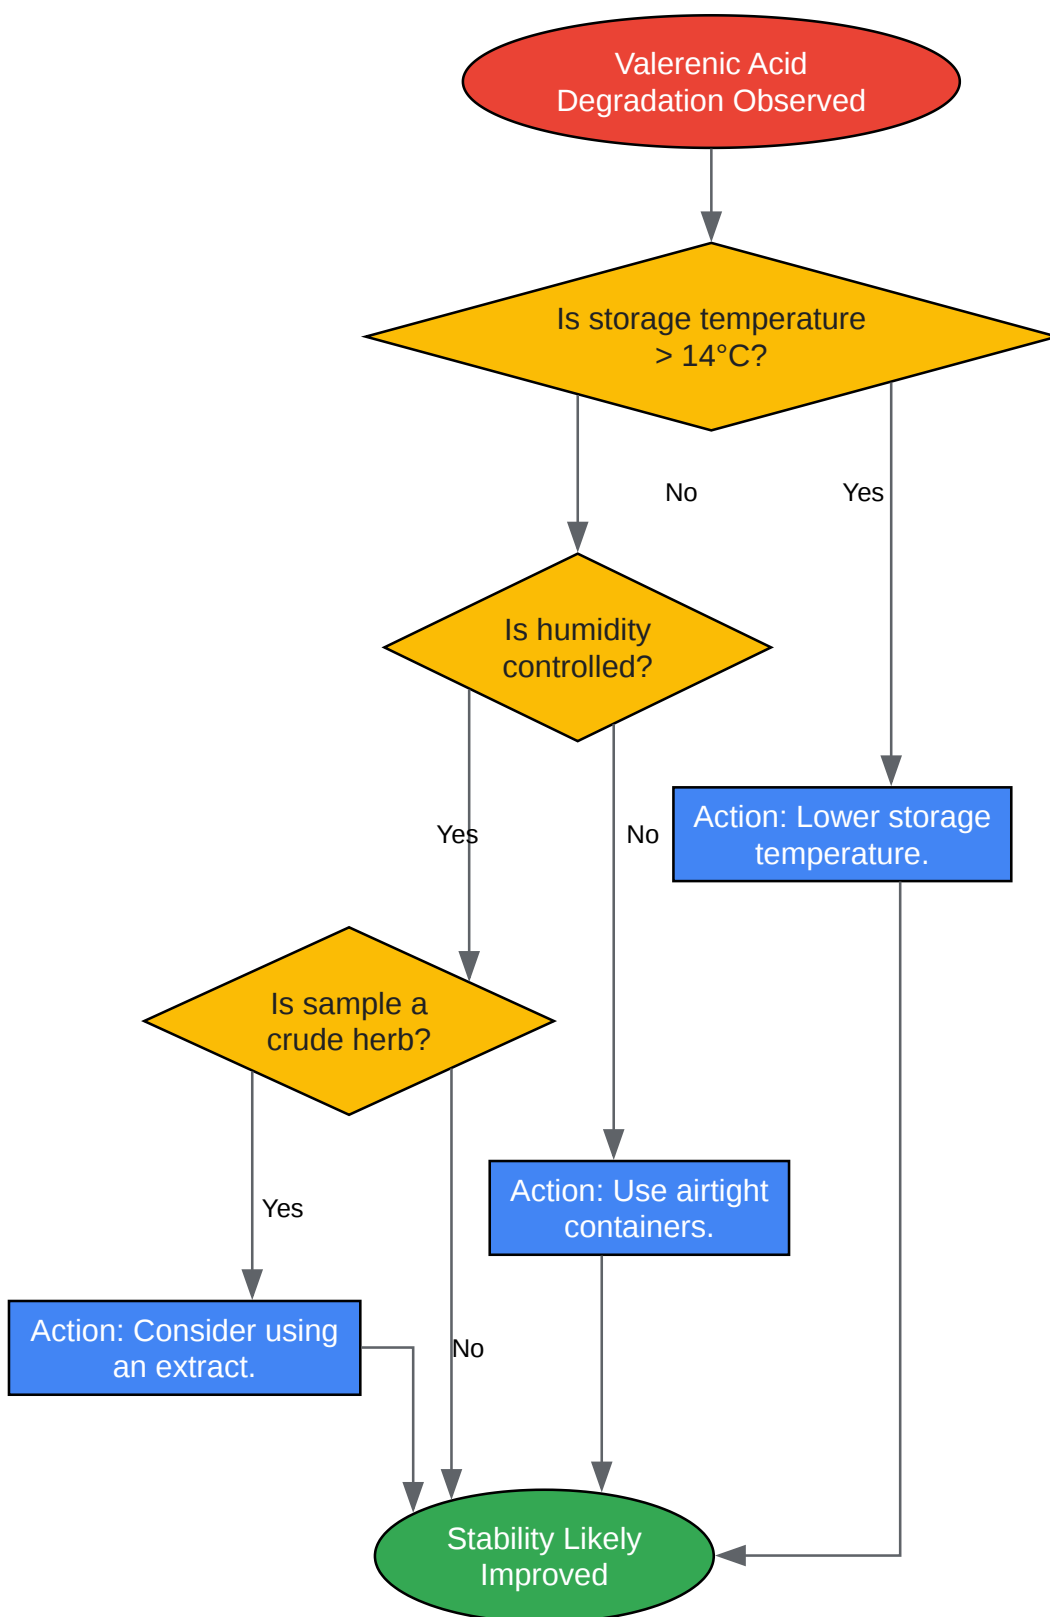 Valerenic Acid
Degradation Observed
Is storage temperature
> 14°C?
No
Yes
Is humidity
controlled?
Action: Lower storage
temperature.
Yes
No
Is sample a
crude herb?
Action: Use airtight
containers.
Yes
Action: Consider using
an extract.
No
Stability Likely
Improved